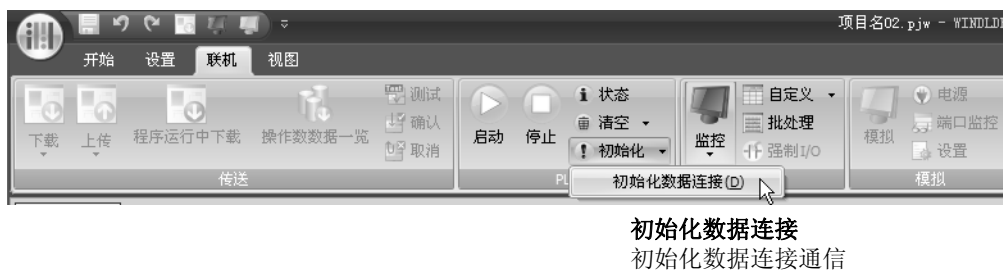 项目名02.pjw - WINDLD
开始 设置 联机 视图
下载 上传 程序运行中下载 操作数数据一览 测试 确认 取消
启动 停止 状态 清空 初始化
监控 自定义 批处理 强制I/O
模拟 电源 端口监控 设置
传送 PL 模拟
初始化数据连接(D)
初始化数据连接
初始化数据连接通信